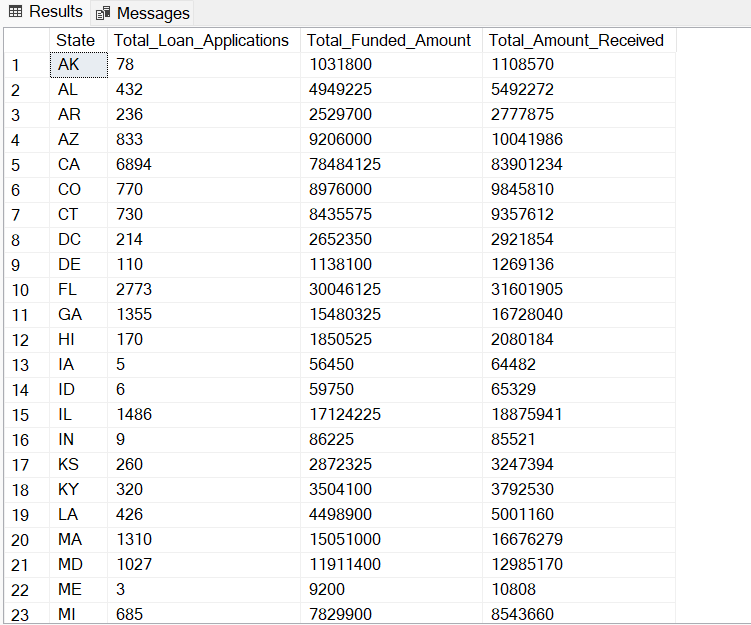 Results Messages
State Total_Loan_Applications Total_Funded_Amount Total_Amount_Received
1 AK 78 1031800 1108570
2 AL 432 4949225 5492272
3 AR 236 2529700 2777875
4 AZ 833 9206000 10041986
5 CA 6894 78484125 83901234
6 CO 770 8976000 9845810
7 CT 730 8435575 9357612
8 DC 214 2652350 2921854
9 DE 110 1138100 1269136
10 FL 2773 30046125 31601905
11 GA 1355 15480325 16728040
12 HI 170 1850525 2080184
13 IA 5 56450 64482
14 ID 6 59750 65329
15 IL 1486 17124225 18875941
16 IN 9 86225 85521
17 KS 260 2872325 3247394
18 KY 320 3504100 3792530
19 LA 426 4498900 5001160
20 MA 1310 15051000 16676279
21 MD 1027 11911400 12985170
22 ME 3 9200 10808
23 MI 685 7829900 8543660